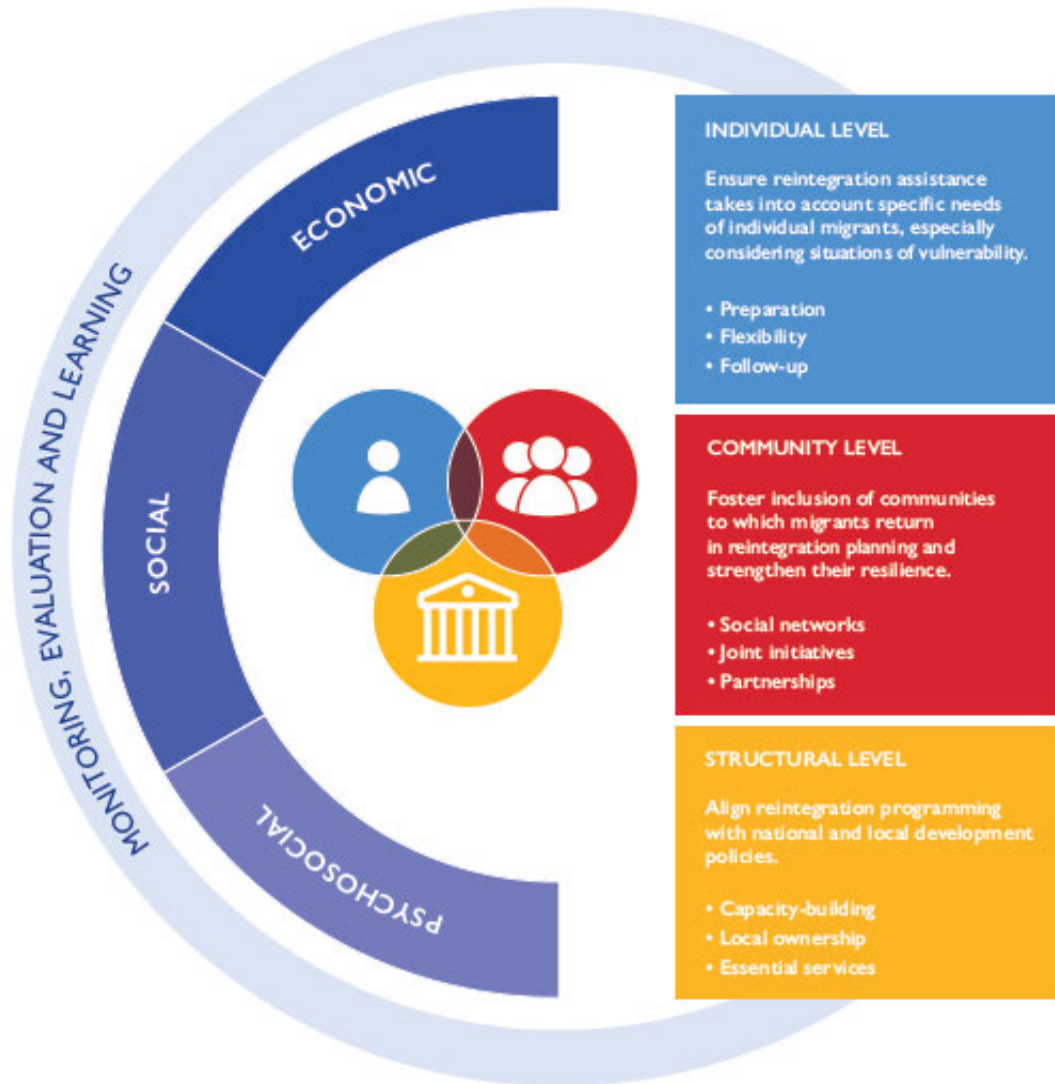 MONITORING, EVALUATION AND LEARNING
ECONOMIC
SOCIAL
PSYCHOSOCIAL
INDIVIDUAL LEVEL
Ensure reintegration assistance
takes into account specific needs
of individual migrants, especially
considering situations of vulnerability.
• Preparation
• Flexibility
• Follow-up
COMMUNITY LEVEL
Foster inclusion of communities
to which migrants return
in reintegration planning and
strengthen their resilience.
• Social networks
• Joint initiatives
• Partnerships
STRUCTURAL LEVEL
Align reintegration programming
with national and local development
policies.
• Capacity-building
• Local ownership
• Essential services